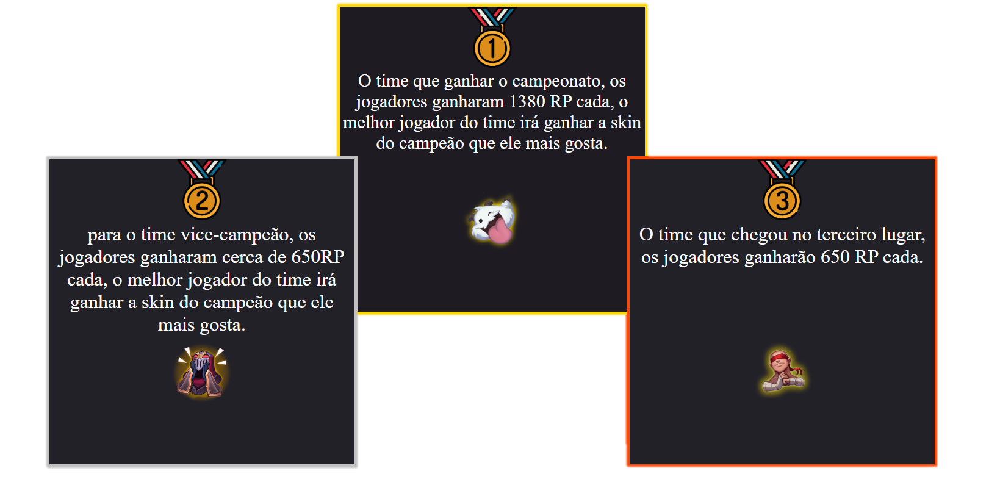 1
O time que ganhar o campeonato, os
jogadores ganharam 1380 RP cada, o
melhor jogador do time irá ganhar a skin
do campeão que ele mais gosta.
2
para o time vice-campeão, os
jogadores ganharam cerca de 650RP
cada, o melhor jogador do time irá
ganhar a skin do campeão que ele
mais gosta.
3
O time que chegou no terceiro lugar,
os jogadores ganharão 650 RP cada.